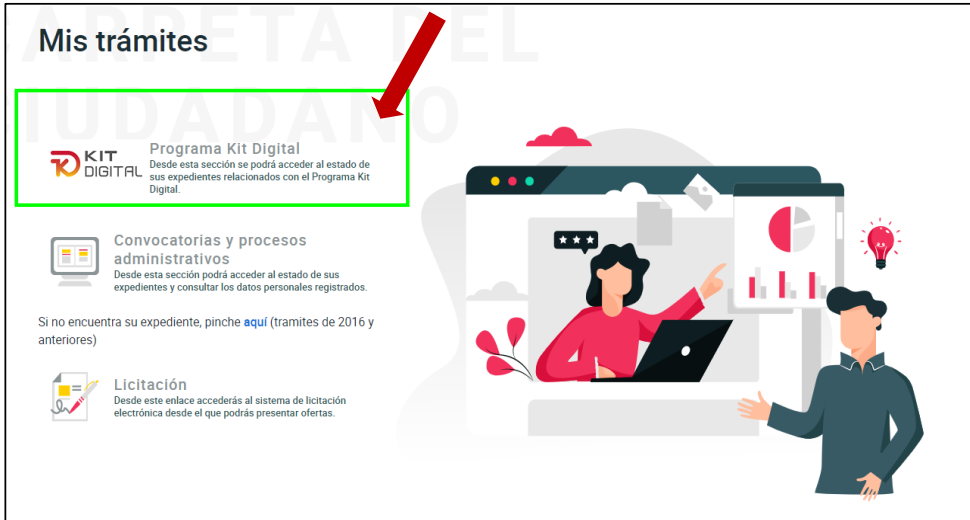 CARPETA DEL
CIUDADANO
Mis trámites
KIT
DIGITAL
Programa Kit Digital
Desde esta sección se podrá acceder al estado de
sus expedientes relacionados con el Programa Kit
Digital.
Convocatorias y procesos
administrativos
Desde esta sección podrá acceder al estado de sus
expedientes y consultar los datos personales registrados.
Si no encuentra su expediente, pinche aquí (tramites de 2016 y
anteriores)
Licitación
Desde este enlace accederás al sistema de licitación
electrónica desde el que podrás presentar ofertas.